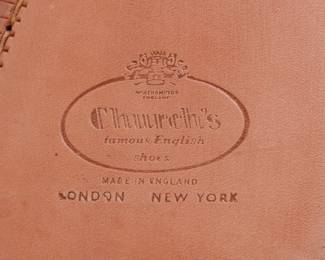 NORTHAMPTON
ENGLAND
Church's
famous English
shoes
MADE IN ENGLAND
LONDON NEW YORK